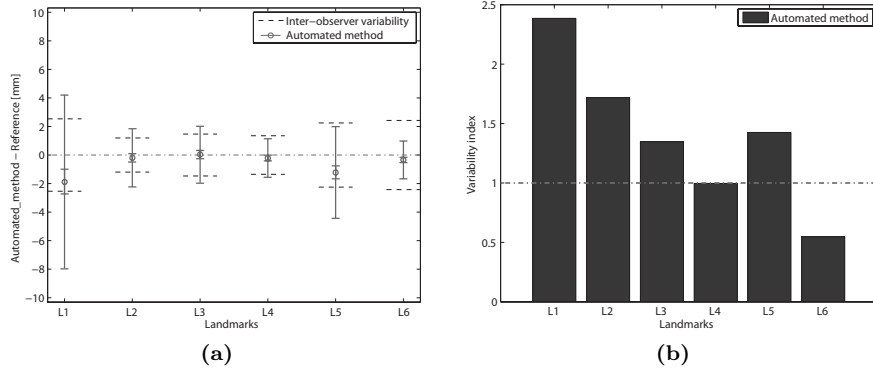 Automated_method − Reference [mm]
10
8
6
4
2
0
−2
−4
−6
−8
−10
Inter−observer variability
Automated method
L1 L2 L3 L4 L5 L6
Landmarks
(a)
Variability index
2.5
2
1.5
1
0.5
0
Automated method
L1 L2 L3 L4 L5 L6
Landmarks
(b)